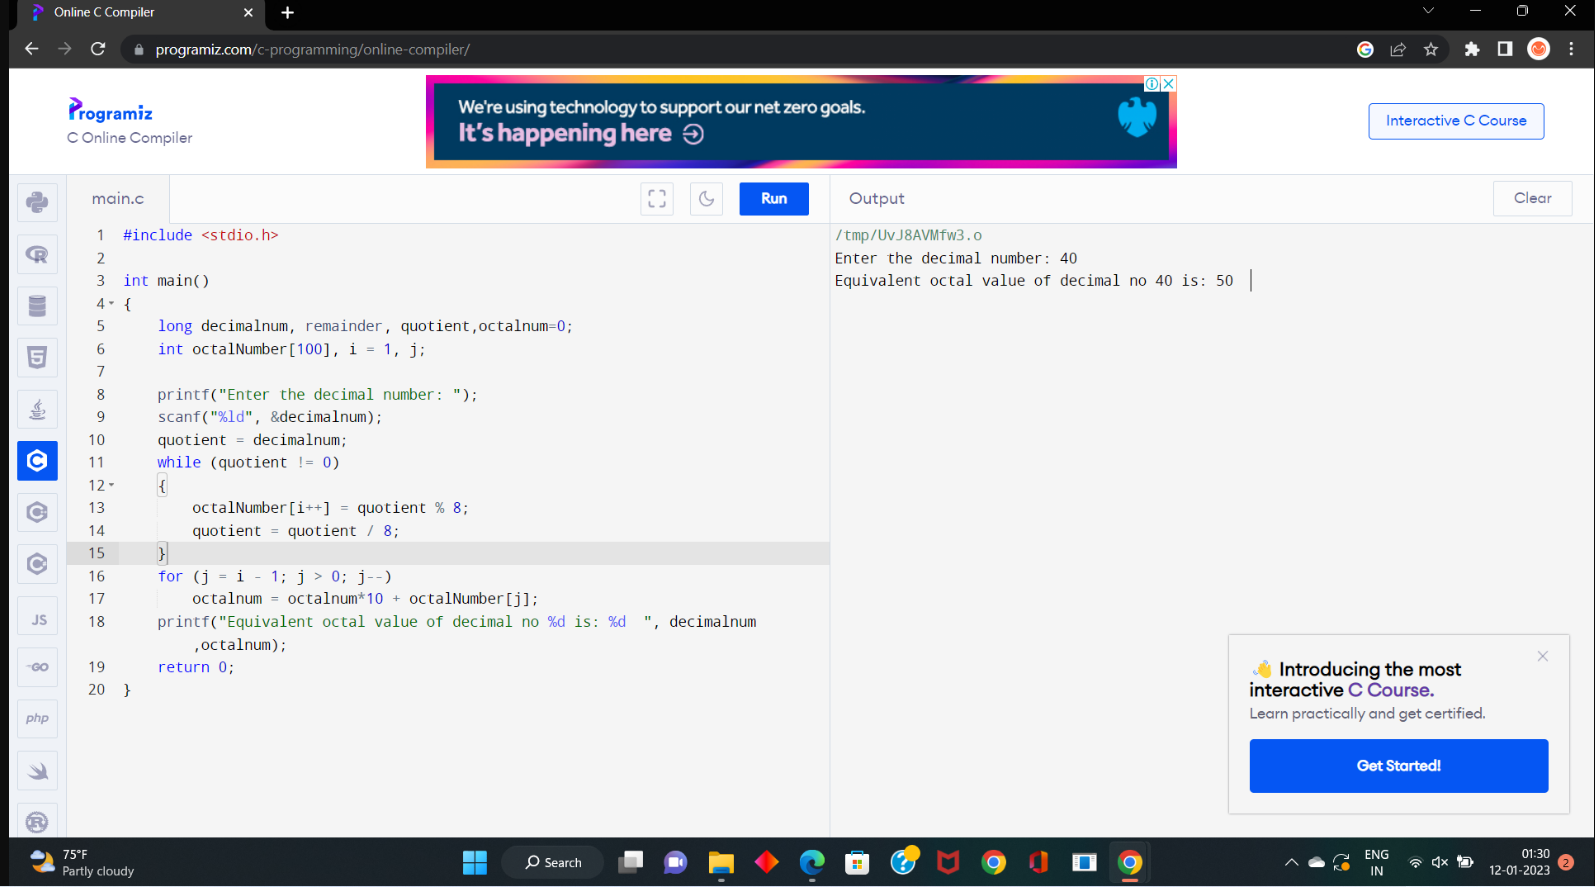 Online C Compiler
programiz.com/c-programming/online-compiler/
Programiz
C Online Compiler
We're using technology to support our net zero goals.
It's happening here
Interactive C Course
main.c
Run
Output
Clear
1 #include <stdio.h>
2
3 int main()
4 {
5 long decimalnum, remainder, quotient,octalnum=0;
6 int octalNumber[100], i = 1, j;
7
8 printf("Enter the decimal number: ");
9 scanf("%ld", &decimalnum);
10 quotient = decimalnum;
11 while (quotient != 0)
12 {
13 octalNumber[i++] = quotient % 8;
14 quotient = quotient / 8;
15 }
16 for (j = i - 1; j > 0; j--)
17 octalnum = octalnum*10 + octalNumber[j];
18 printf("Equivalent octal value of decimal no %d is: %d  ", decimalnum
,octalnum);
19 return 0;
20 }
/tmp/UvJ8AVMfw3.o
Enter the decimal number: 40
Equivalent octal value of decimal no 40 is: 50
JS
GO
php
👋 Introducing the most
interactive C Course.
Learn practically and get certified.
Get Started!
75°F
Partly cloudy
Search
ENG
IN
01:30
12-01-2023
2